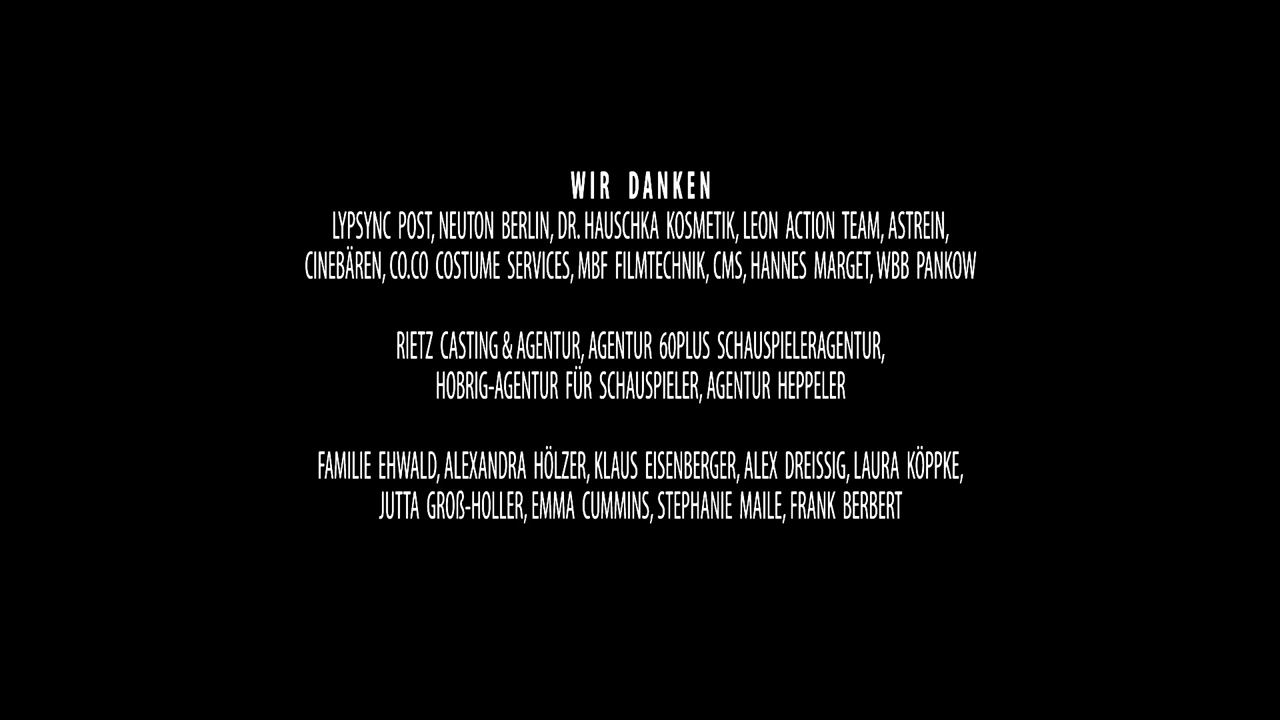 WIR DANKEN
LYPSYNC POST, NEUTON BERLIN, DR. HAUSCHKA KOSMETIK, LEON ACTION TEAM, ASTREIN,
CINEBÄREN, CO.CO COSTUME SERVICES, MBF FILMTECHNIK, CMS, HANNES MARGET, WBB PANKOW
RIETZ CASTING & AGENTUR, AGENTUR 60PLUS SCHAUSPIELERAGENTUR,
HOBRIG-AGENTUR FÜR SCHAUSPIELER, AGENTUR HEPPELER
FAMILIE EHWALD, ALEXANDRA HÖLZER, KLAUS EISENBERGER, ALEX DREISSIG, LAURA KÖPPKE,
JUTTA GROß-HOLLER, EMMA CUMMINS, STEPHANIE MAILE, FRANK BERBERT